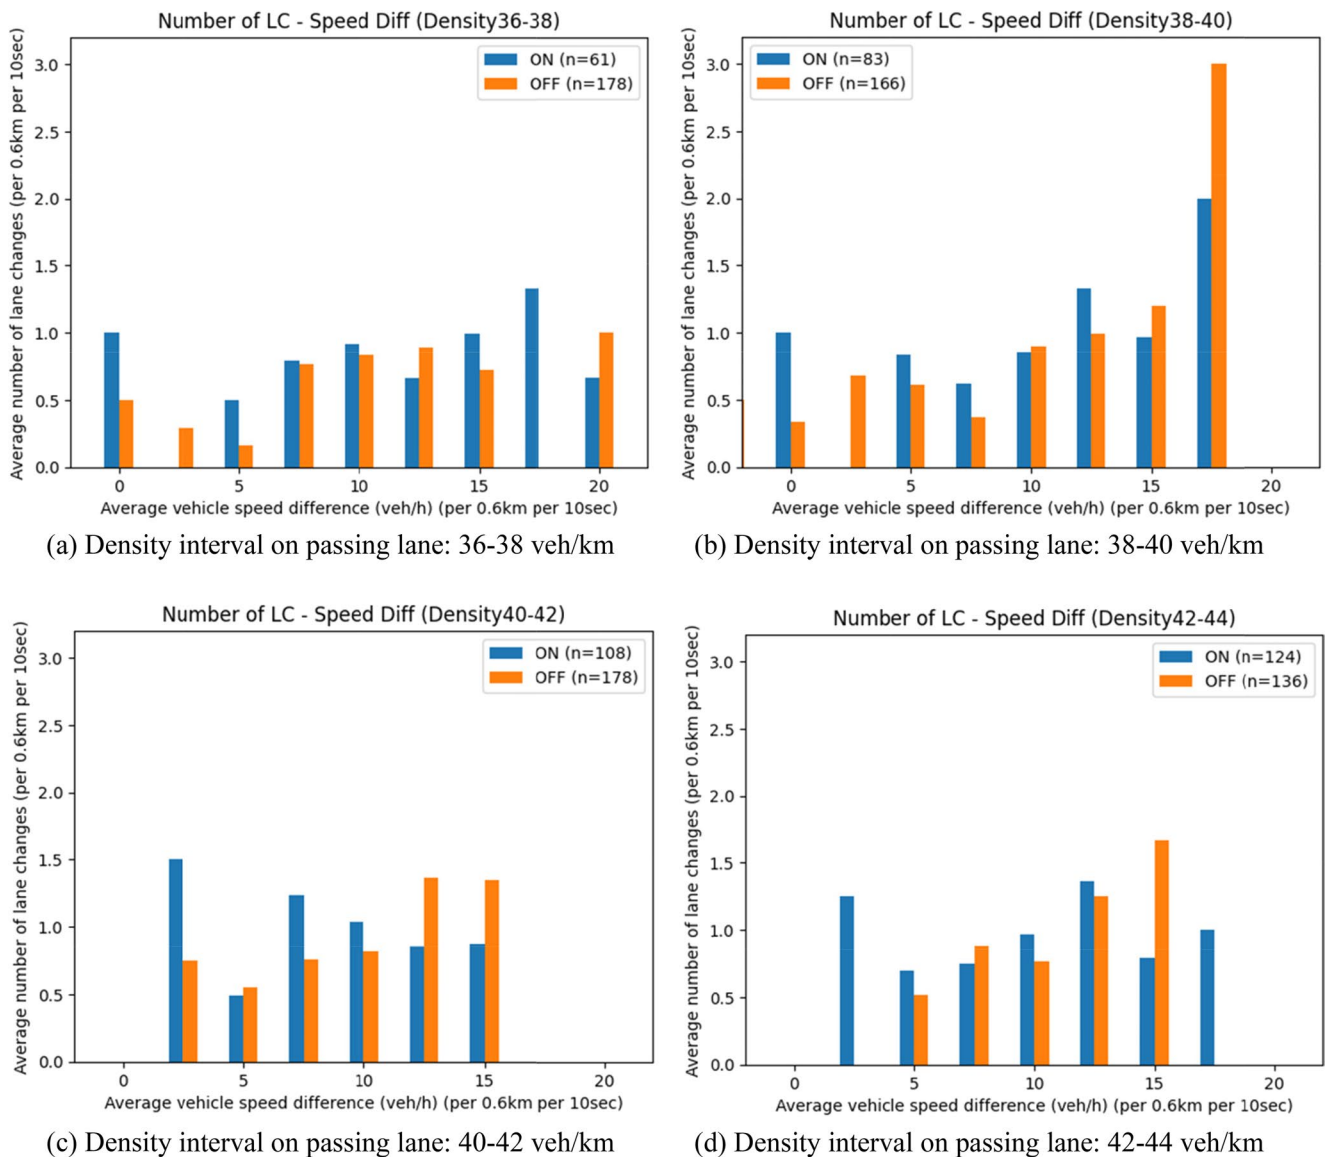 Number of LC - Speed Diff (Density36-38)
Average number of lane changes (per 0.6km per 10sec)
3.0
2.5
2.0
1.5
1.0
0.5
0.0
ON (n=61)
OFF (n=178)
0 5 10 15 20
Average vehicle speed difference (veh/h) (per 0.6km per 10sec)
(a) Density interval on passing lane: 36-38 veh/km
Number of LC - Speed Diff (Density38-40)
Average number of lane changes (per 0.6km per 10sec)
3.0
2.5
2.0
1.5
1.0
0.5
0.0
ON (n=83)
OFF (n=166)
0 5 10 15 20
Average vehicle speed difference (veh/h) (per 0.6km per 10sec)
(b) Density interval on passing lane: 38-40 veh/km
Number of LC - Speed Diff (Density40-42)
Average number of lane changes (per 0.6km per 10sec)
3.0
2.5
2.0
1.5
1.0
0.5
0.0
ON (n=108)
OFF (n=178)
0 5 10 15 20
Average vehicle speed difference (veh/h) (per 0.6km per 10sec)
(c) Density interval on passing lane: 40-42 veh/km
Number of LC - Speed Diff (Density42-44)
Average number of lane changes (per 0.6km per 10sec)
3.0
2.5
2.0
1.5
1.0
0.5
0.0
ON (n=124)
OFF (n=136)
0 5 10 15 20
Average vehicle speed difference (veh/h) (per 0.6km per 10sec)
(d) Density interval on passing lane: 42-44 veh/km